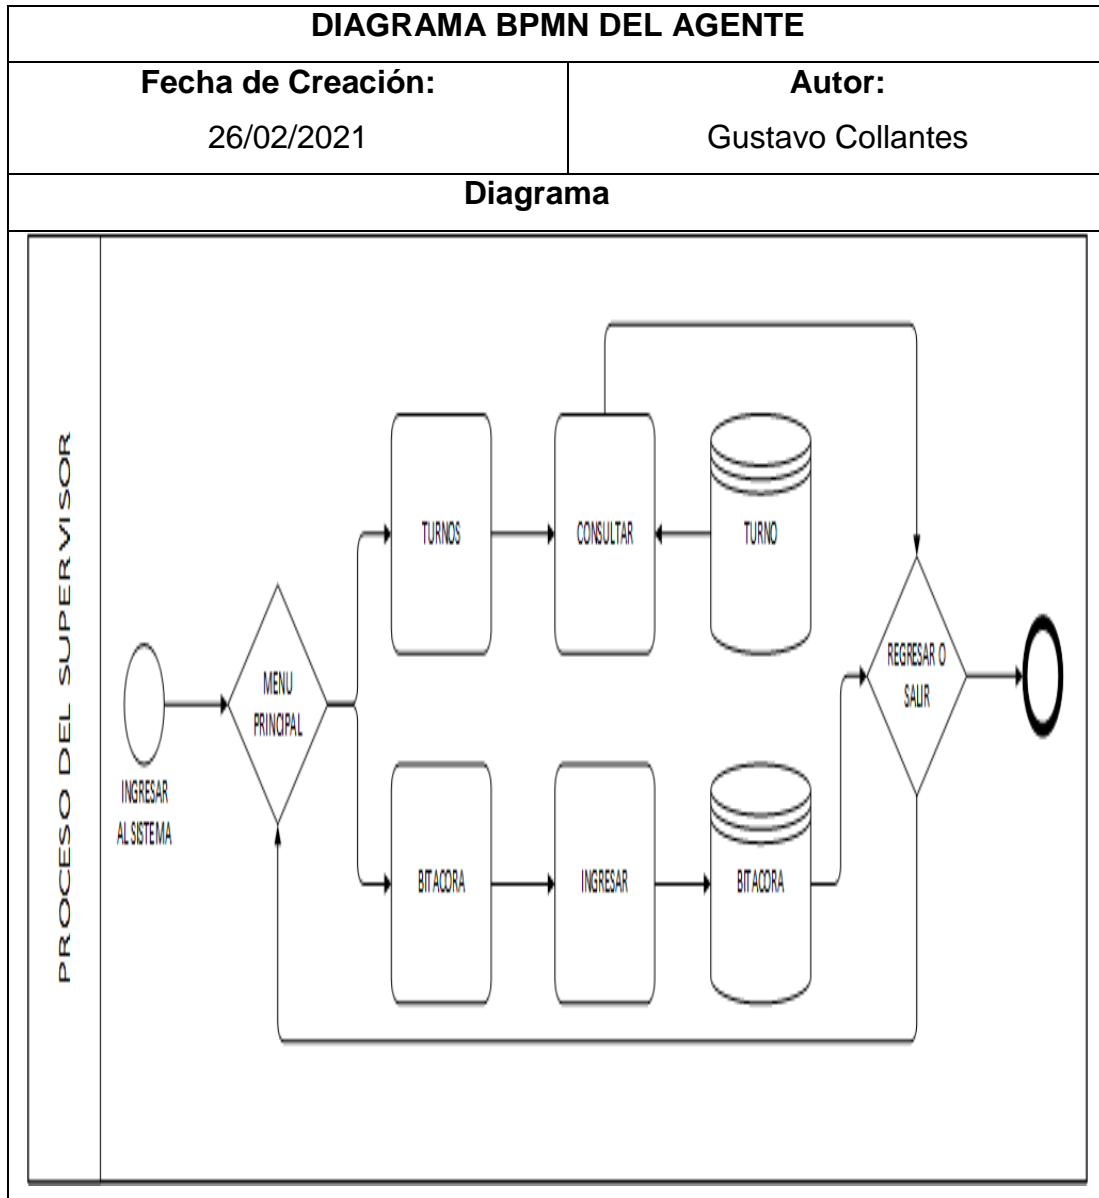 DIAGRAMA BPMN DEL AGENTE
Fecha de Creación:
26/02/2021
Autor:
Gustavo Collantes
Diagrama
PROCESO DEL SUPERVISOR
INGRESAR
AL SISTEMA
MENU
PRINCIPAL
TURNOS
CONSULTAR
TURNO
BITACORA
INGRESAR
BITACORA
REGRESAR O
SALIR